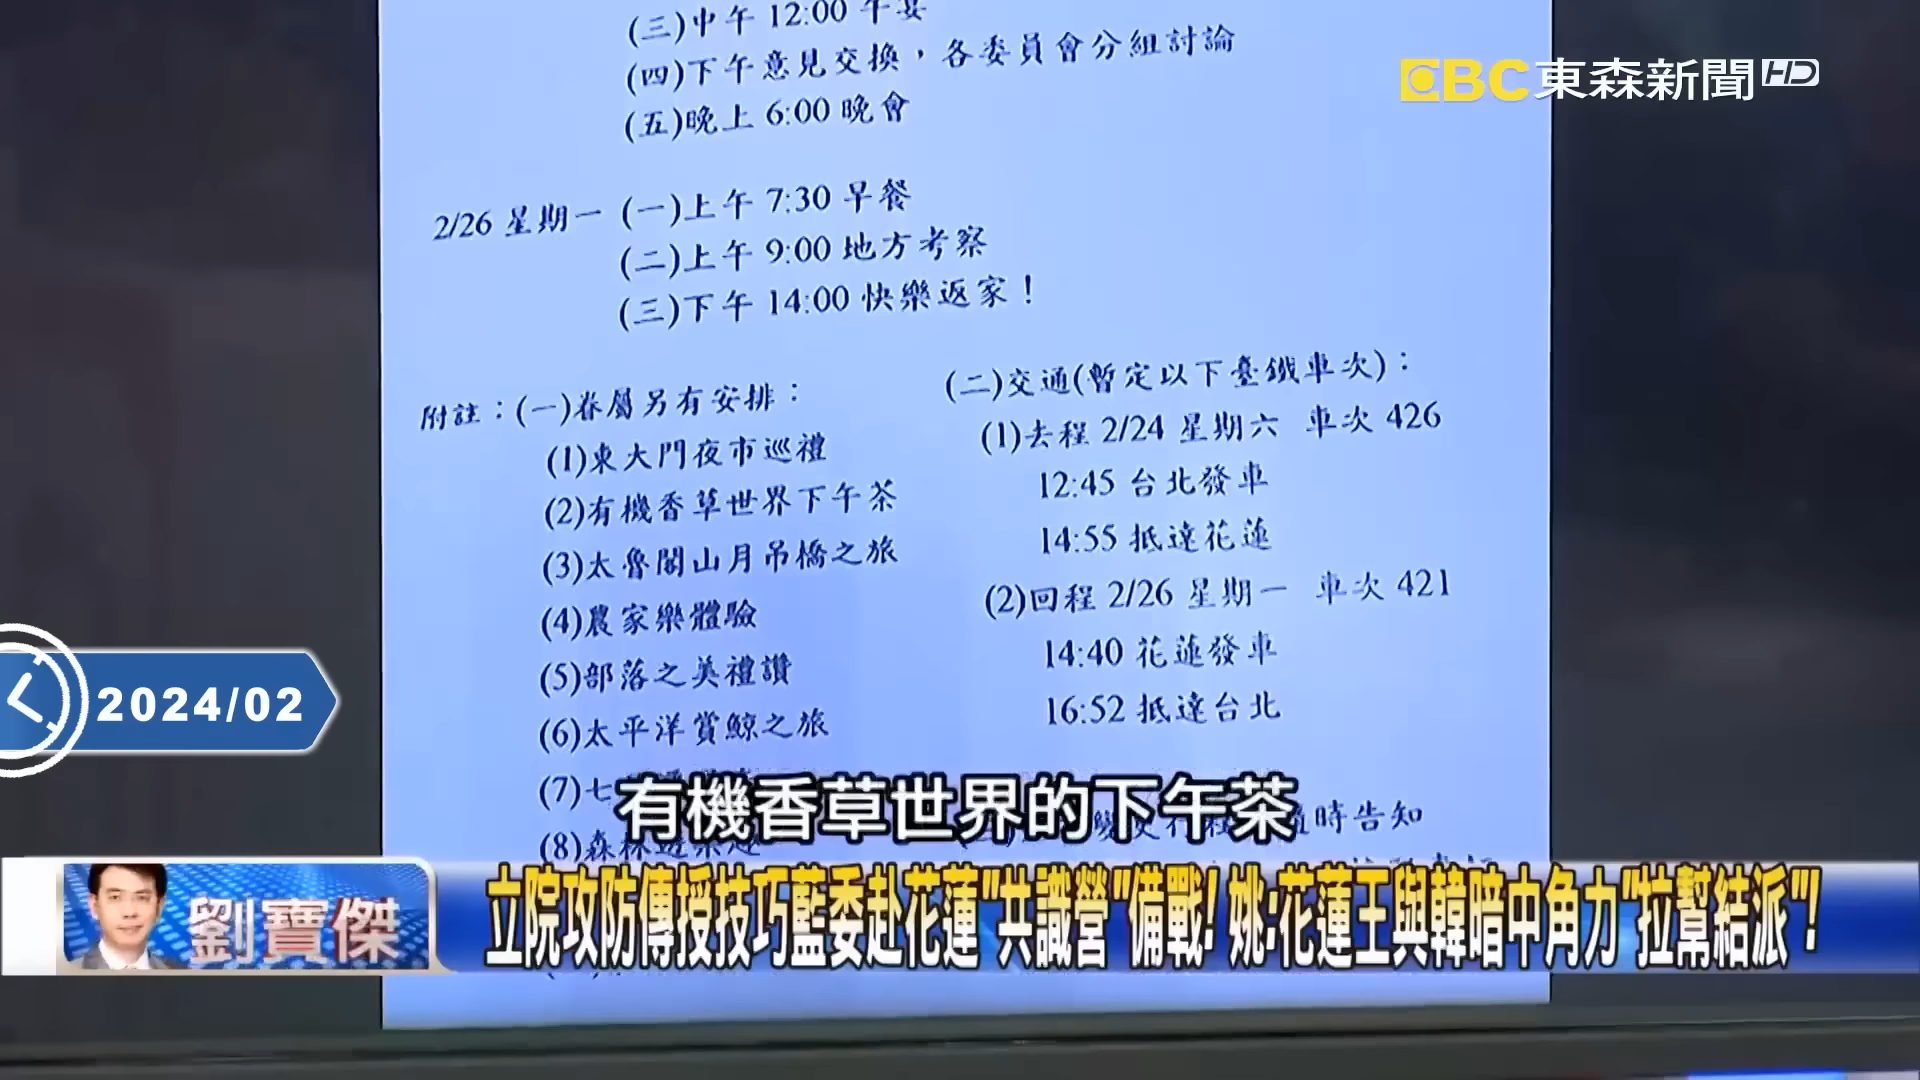 (三)中午 12:00 午宴
(四)下午意見交換，各委員會分組討論
(五)晚上 6:00 晚會
EBC東森新聞HD
2/26 星期一 (一)上午 7:30 早餐
(二)上午 9:00 地方考察
(三)下午 14:00 快樂返家！
附註：(一)眷屬另有安排：
(1)東大門夜市巡禮
(2)有機香草世界下午茶
(3)太魯閣山月吊橋之旅
(4)農家樂體驗
(5)部落之美禮讚
(6)太平洋賞鯨之旅
(7)七
(8)森林
(二)交通(暫定以下臺鐵車次)：
(1)去程 2/24 星期六 車次 426
12:45 台北發車
14:55 抵達花蓮
(2)回程 2/26 星期一 車次 421
14:40 花蓮發車
16:52 抵達台北
時告知
2024/02
有機香草世界的下午茶
劉寶傑
立院攻防傳授技巧藍委赴花蓮"共識營"備戰! 姚:花蓮王與韓暗中角力"拉幫結派"!